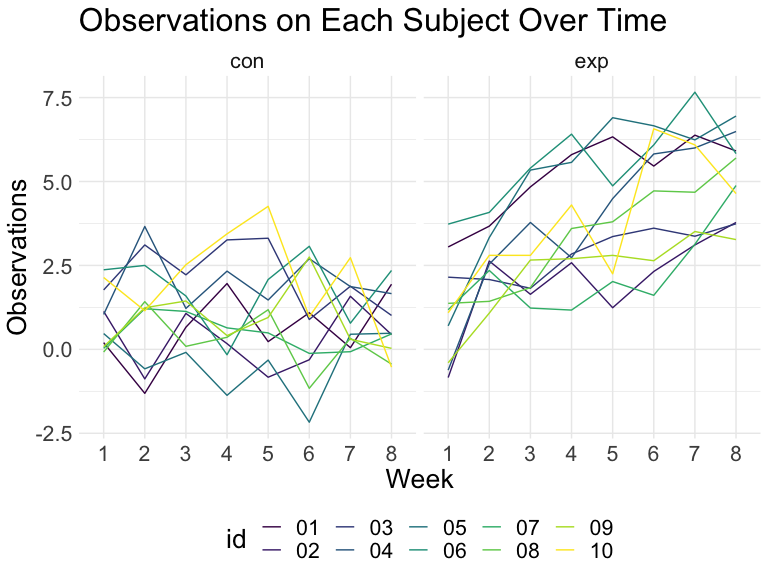 Observations on Each Subject Over Time
con exp
Observations
7.5
5.0
2.5
0.0
-2.5
1 2 3 4 5 6 7 8 1 2 3 4 5 6 7 8
Week
id 01 03 05 07 09
02 04 06 08 10